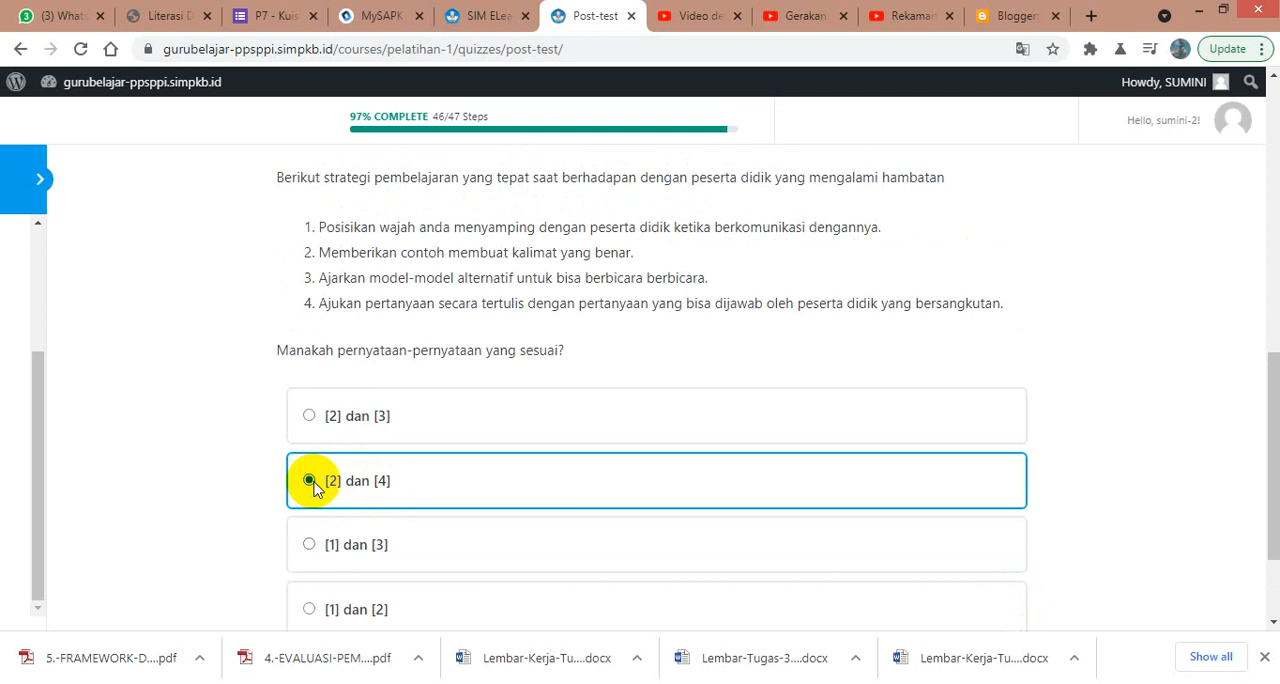 (3) Whats
Literasi D
P7 - Kuis
MySAPK
SIM ELea
Post-test
Video de
Gerakan
Rekaman
Blogger:
gurubelajar-ppsppi.simpkb.id/courses/pelatihan-1/quizzes/post-test/
Update
gurubelajar-ppsppi.simpkb.id
Howdy, SUMINI
97% COMPLETE 46/47 Steps
Hello, sumini-2!
Berikut strategi pembelajaran yang tepat saat berhadapan dengan peserta didik yang mengalami hambatan
1. Posisikan wajah anda menyamping dengan peserta didik ketika berkomunikasi dengannya.
2. Memberikan contoh membuat kalimat yang benar.
3. Ajarkan model-model alternatif untuk bisa berbicara berbicara.
4. Ajukan pertanyaan secara tertulis dengan pertanyaan yang bisa dijawab oleh peserta didik yang bersangkutan.
Manakah pernyataan-pernyataan yang sesuai?
[2] dan [3]
[2] dan [4]
[1] dan [3]
[1] dan [2]
5.-FRAMEWORK-D....pdf
4.-EVALUASI-PEM....pdf
Lembar-Kerja-Tu....docx
Lembar-Tugas-3....docx
Lembar-Kerja-Tu....docx
Show all